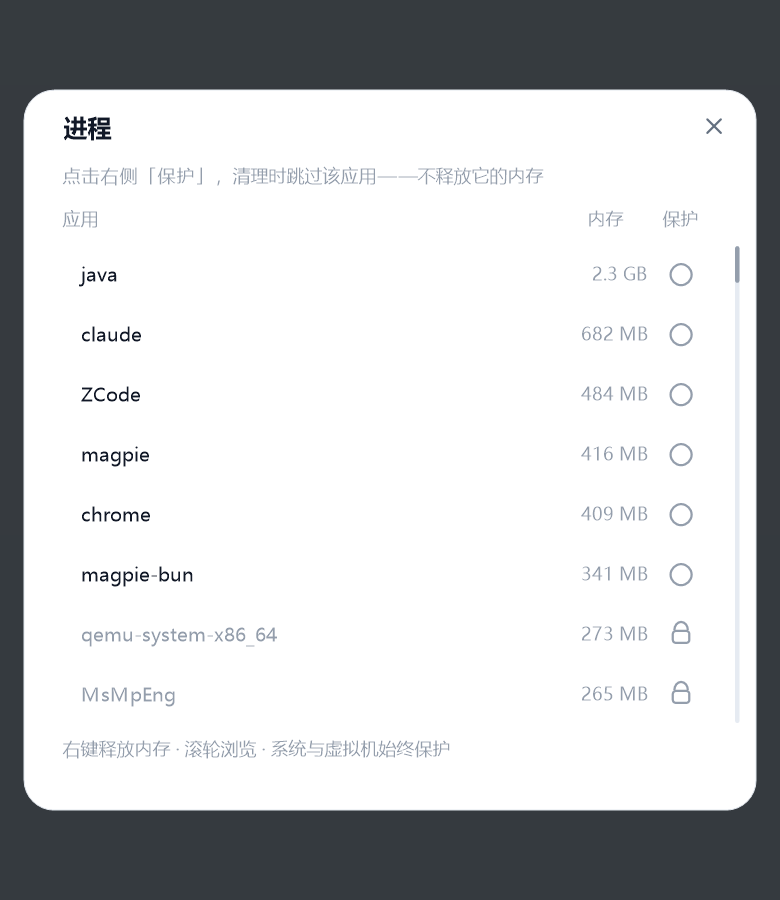 进程
点击右侧「保护」，清理时跳过该应用——不释放它的内存
应用 内存 保护
java 2.3 GB
claude 682 MB
ZCode 484 MB
magpie 416 MB
chrome 409 MB
magpie-bun 341 MB
qemu-system-x86_64 273 MB
MsMpEng 265 MB
右键释放内存 · 滚轮浏览 · 系统与虚拟机始终保护